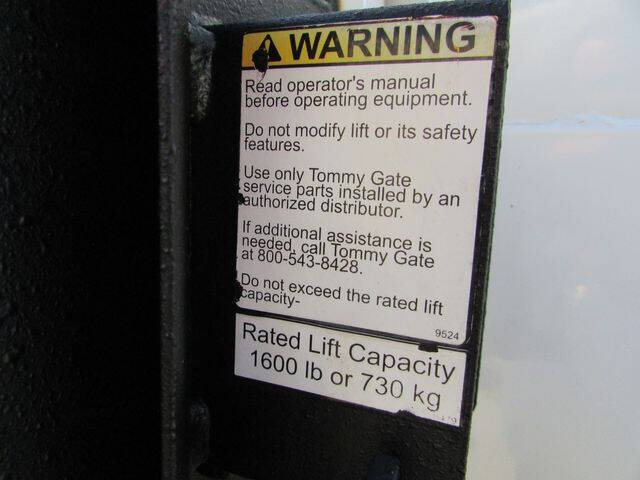 WARNING
Read operator's manual
before operating equipment.
Do not modify lift or its safety
features.
Use only Tommy Gate
service parts installed by an
authorized distributor.
If additional assistance is
needed, call Tommy Gate
at 800-543-8428.
Do not exceed the rated lift
capacity-
9524
Rated Lift Capacity
1600 lb or 730 kg